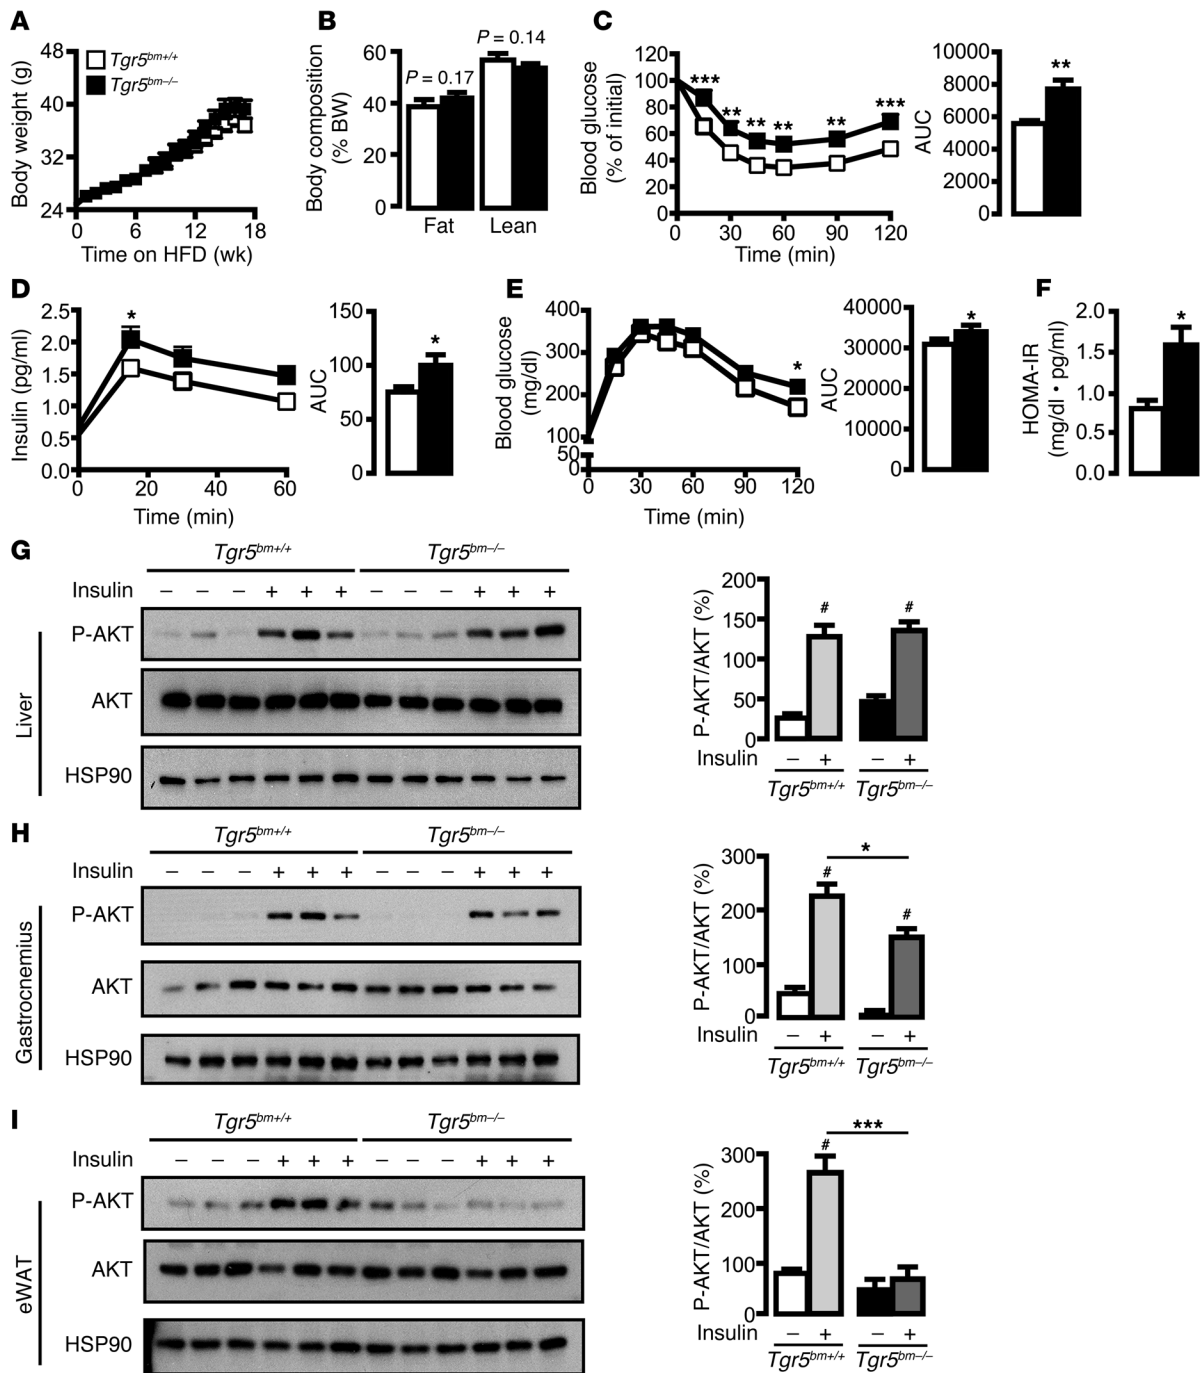 A
Body weight (g)
48
40
32
24
0
6
12
18
Time on HFD (wk)
Tgr5bm+/+
Tgr5bm–/–
B
Body composition
(% BW)
60
40
20
0
P = 0.17
P = 0.14
Fat
Lean
C
Blood glucose
(% of initial)
120
100
80
60
40
20
0
***
**
**
**
**
***
0
30
60
90
120
Time (min)
AUC
10000
8000
6000
4000
2000
0
**
D
Insulin (pg/ml)
2.5
2.0
1.5
1.0
0.5
0.0
*
0
20
40
60
Time (min)
AUC
150
100
50
0
*
E
Blood glucose
(mg/dl)
400
300
200
100
50
0
*
0
30
60
90
120
Time (min)
AUC
40000
30000
20000
10000
0
*
F
HOMA-IR
(mg/dl • pg/ml)
2.0
1.5
1.0
0.5
0.0
*
G
Tgr5bm+/+ Tgr5bm–/–
Insulin – – – + + + – – – + + +
Liver
P-AKT
AKT
HSP90
P-AKT/AKT (%)
200
150
100
50
0
# #
Insulin – + – +
Tgr5bm+/+ Tgr5bm–/–
H
Tgr5bm+/+ Tgr5bm–/–
Insulin – – – + + + – – – + + +
Gastrocnemius
P-AKT
AKT
HSP90
P-AKT/AKT (%)
300
200
100
0
*
# #
Insulin – + – +
Tgr5bm+/+ Tgr5bm–/–
I
Tgr5bm+/+ Tgr5bm–/–
Insulin – – – + + + – – – + + +
eWAT
P-AKT
AKT
HSP90
P-AKT/AKT (%)
300
200
100
0
***
#
Insulin – + – +
Tgr5bm+/+ Tgr5bm–/–